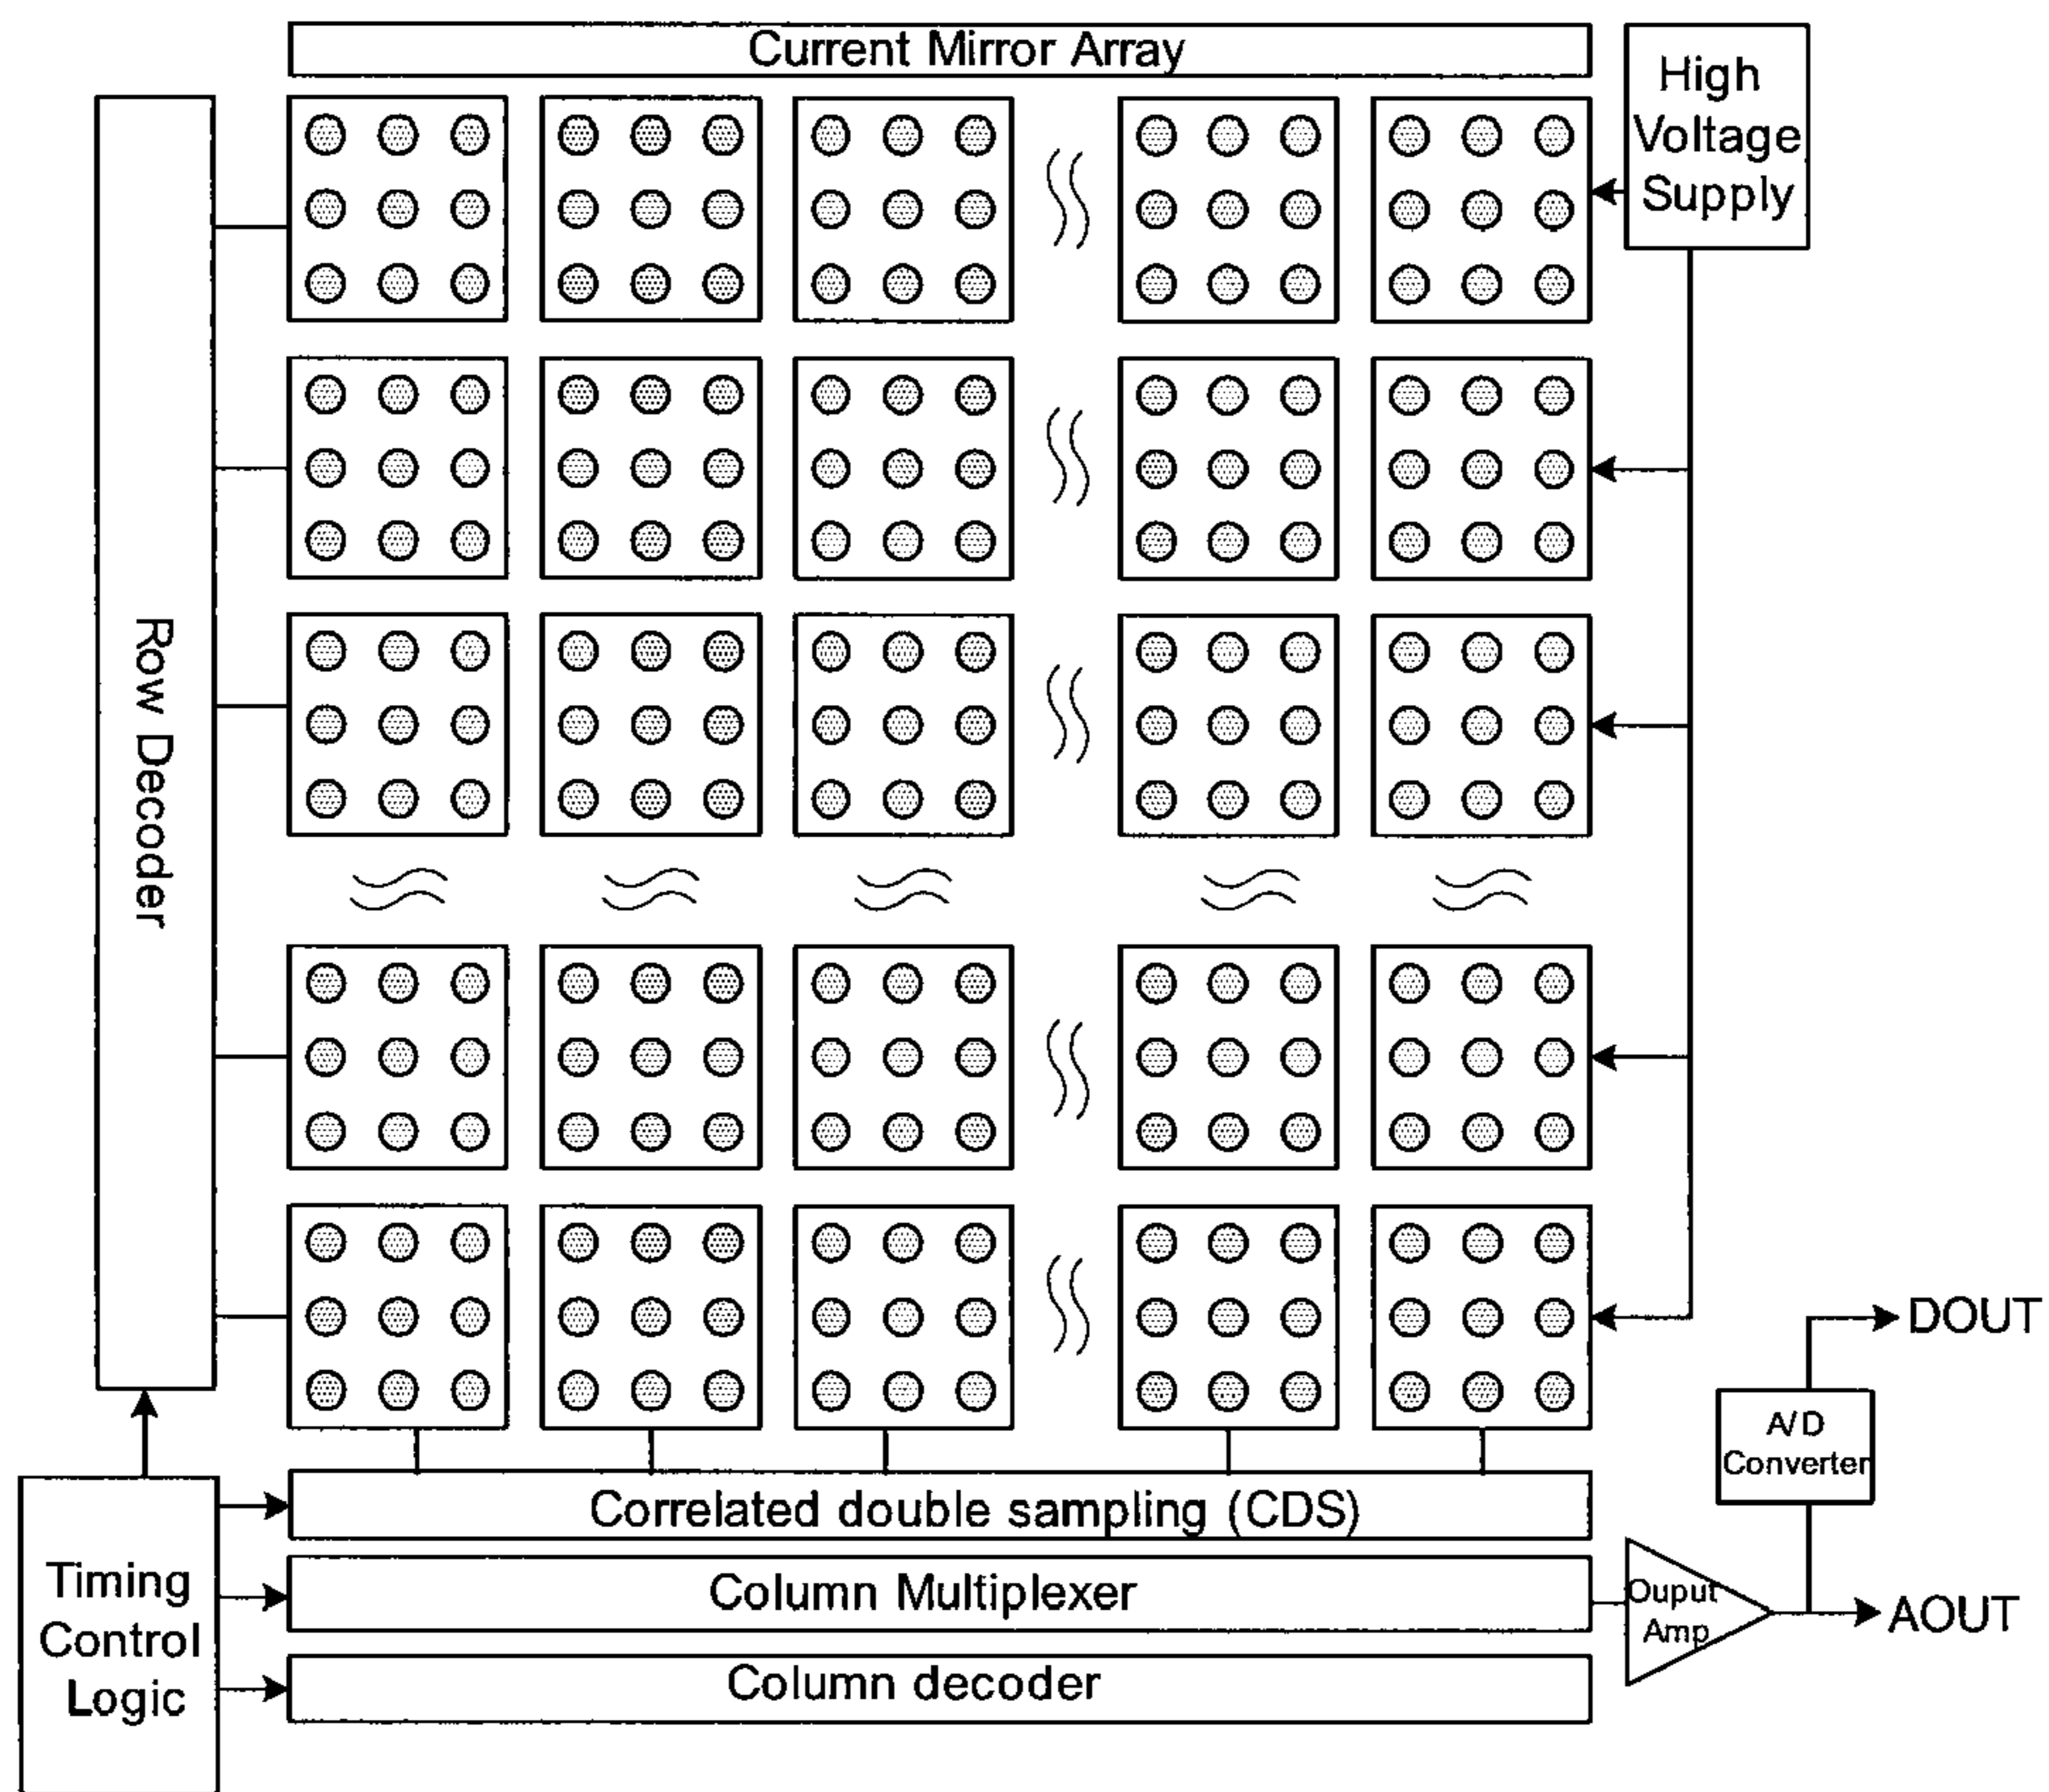 Current Mirror Array
High
Voltage
Supply
Row Decoder
DOUT
A/D
Converter
Correlated double sampling (CDS)
Timing
Control
Logic
Column Multiplexer
Ouput
Amp
AOUT
Column decoder